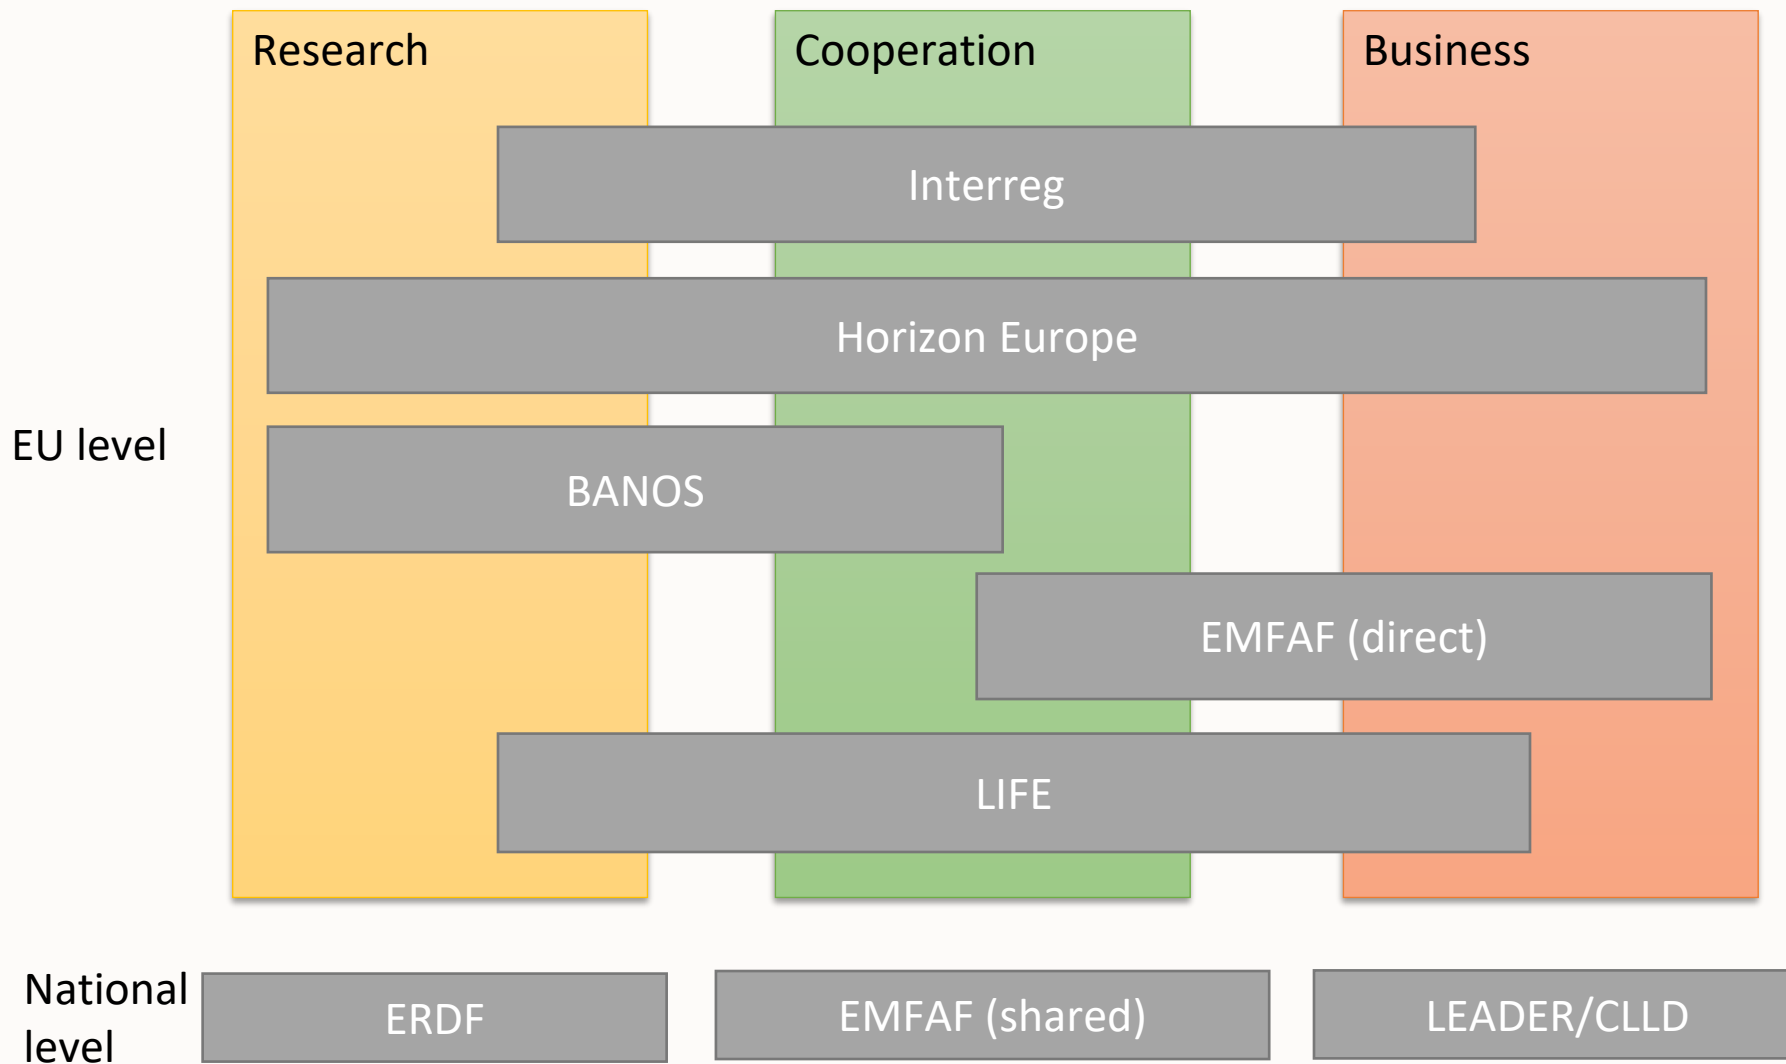 Research
Cooperation
Business
Interreg
Horizon Europe
EU level
BANOS
EMFAF (direct)
LIFE
National
level
ERDF
EMFAF (shared)
LEADER/CLLD